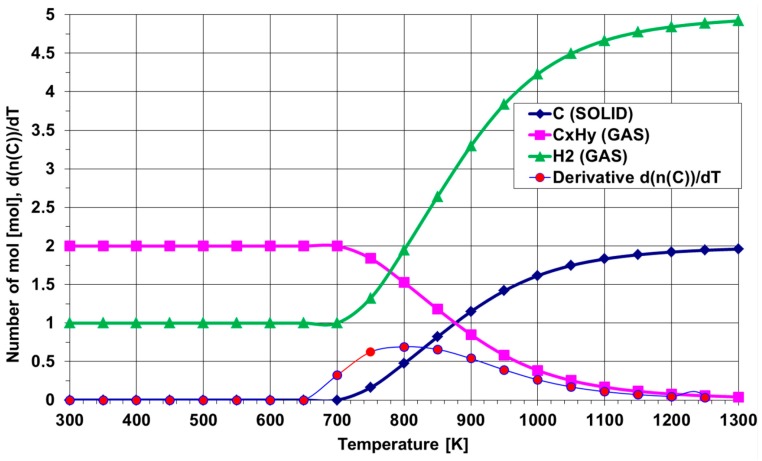 Number of mol [mol], d(n(C))/dT
5
4.5
4
3.5
3
2.5
2
1.5
1
0.5
0
C (SOLID)
CxHy (GAS)
H2 (GAS)
Derivative d(n(C))/dT
300 400 500 600 700 800 900 1000 1100 1200 1300
Temperature [K]